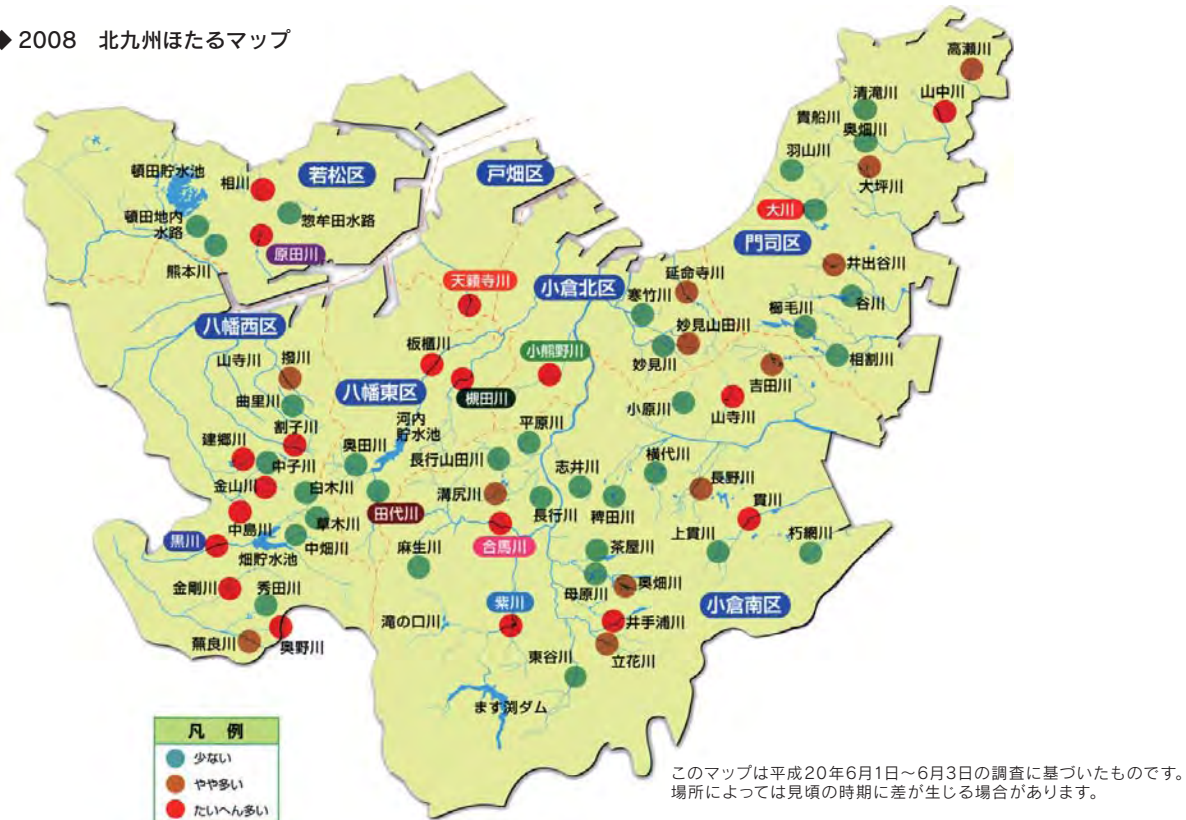 ◆ 2008 北九州ほたるマップ
高瀬川
清滝川
山中川
貴船川
奥畑川
羽山川
大坪川
大川
門司区
井出谷川
谷川
延命寺川
寒竹川
櫛毛川
妙見山田川
妙見川
相割川
吉田川
山寺川
小原川
若松区
戸畑区
頓田貯水池
相川
惣牟田水路
頓田地内
水路
原田川
熊本川
天籟寺川
小倉北区
八幡西区
板櫃川
小熊野川
山寺川
撥川
八幡東区
槻田川
曲里川
割子川
河内
貯水池
平原川
建郷川
奥田川
長行山田川
志井川
横代川
中子川
金山川
白木川
溝尻川
長野川
田代川
長行川
稗田川
貫川
中島川
草木川
上貫川
朽網川
黒川
畑貯水池
中畑川
麻生川
合馬川
茶屋川
母原川
奥畑川
金剛川
秀田川
紫川
小倉南区
滝の口川
井手浦川
蕪良川
奥野川
東谷川
立花川
ます渕ダム
凡 例
少ない
やや多い
たいへん多い
このマップは平成20年6月1日〜6月3日の調査に基づいたものです。
場所によっては見頃の時期に差が生じる場合があります。